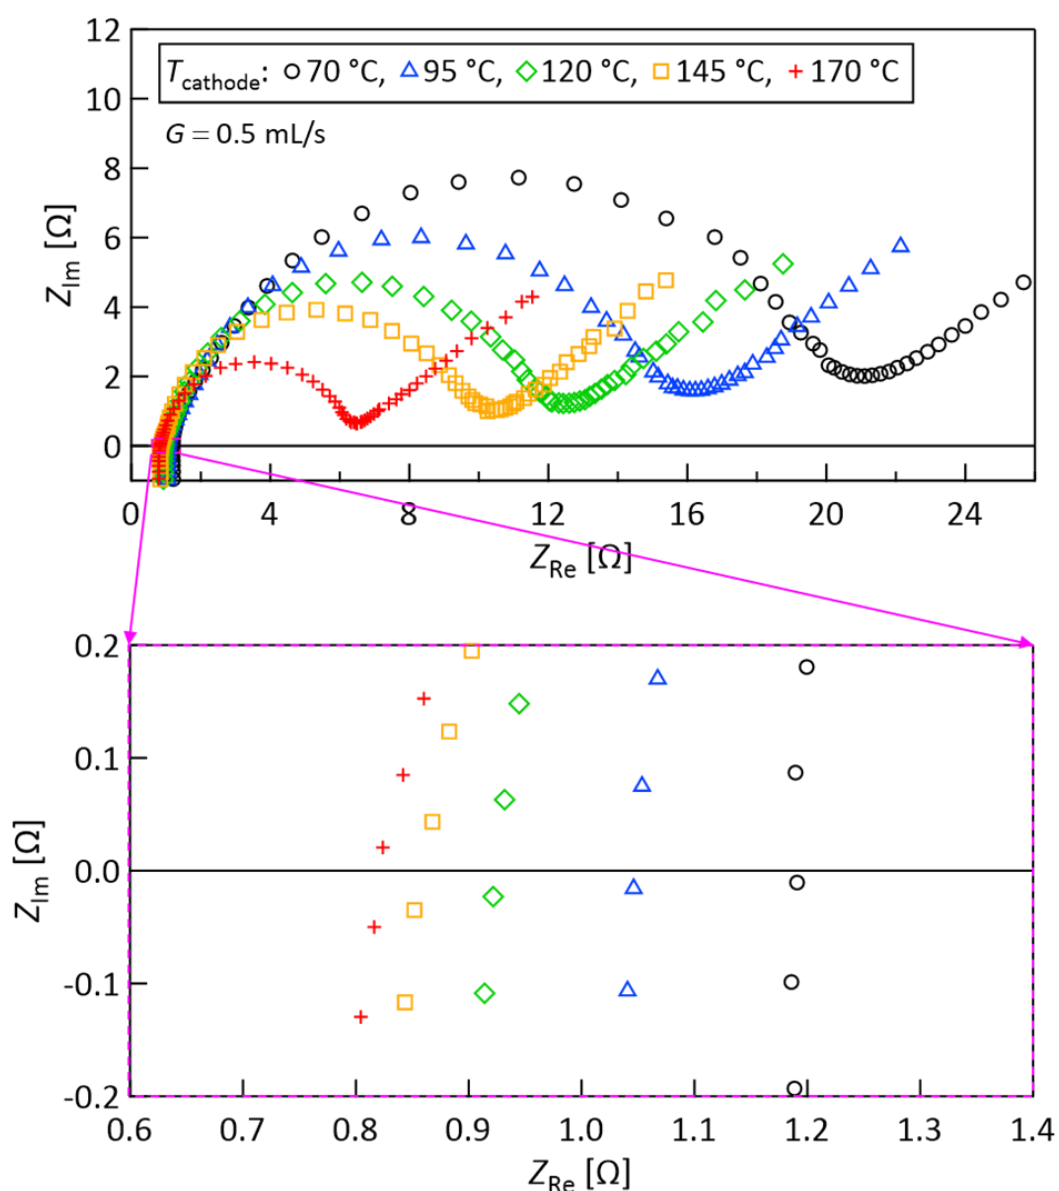 12
10
8
6
4
2
0
Z_Im [Ω]
T_cathode: 70 °C, 95 °C, 120 °C, 145 °C, 170 °C
G = 0.5 mL/s
0 4 8 12 16 20 24
Z_Re [Ω]
0.2
0.1
0.0
-0.1
-0.2
Z_Im [Ω]
0.6 0.7 0.8 0.9 1.0 1.1 1.2 1.3 1.4
Z_Re [Ω]